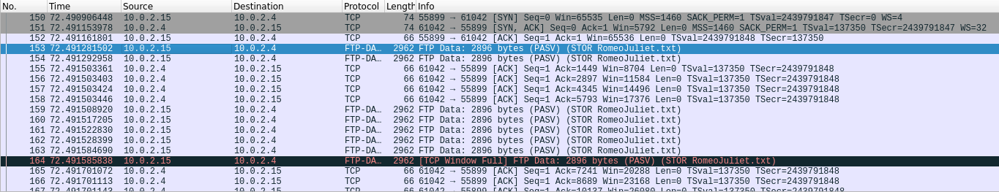 No. Time Source Destination Protocol Length Info
150 72.490906448 10.0.2.15 10.0.2.4 TCP 74 55899 → 61042 [SYN] Seq=0 Win=65535 Len=0 MSS=1460 SACK_PERM=1 TSval=2439791847 TSecr=0 WS=4
151 72.491153978 10.0.2.4 10.0.2.15 TCP 74 61042 → 55899 [SYN, ACK] Seq=0 Ack=1 Win=5792 Len=0 MSS=1460 SACK_PERM=1 TSval=137350 TSecr=2439791847 WS=32
152 72.491161801 10.0.2.15 10.0.2.4 TCP 66 55899 → 61042 [ACK] Seq=1 Ack=1 Win=65536 Len=0 TSval=2439791848 TSecr=137350
153 72.491281502 10.0.2.15 10.0.2.4 FTP-DA… 2962 FTP Data: 2896 bytes (PASV) (STOR RomeoJuliet.txt)
154 72.491292958 10.0.2.15 10.0.2.4 FTP-DA… 2962 FTP Data: 2896 bytes (PASV) (STOR RomeoJuliet.txt)
155 72.491503361 10.0.2.4 10.0.2.15 TCP 66 61042 → 55899 [ACK] Seq=1 Ack=1449 Win=8704 Len=0 TSval=137350 TSecr=2439791848
156 72.491503403 10.0.2.4 10.0.2.15 TCP 66 61042 → 55899 [ACK] Seq=1 Ack=2897 Win=11584 Len=0 TSval=137350 TSecr=2439791848
157 72.491503424 10.0.2.4 10.0.2.15 TCP 66 61042 → 55899 [ACK] Seq=1 Ack=4345 Win=14496 Len=0 TSval=137350 TSecr=2439791848
158 72.491503446 10.0.2.4 10.0.2.15 TCP 66 61042 → 55899 [ACK] Seq=1 Ack=5793 Win=17376 Len=0 TSval=137350 TSecr=2439791848
159 72.491508920 10.0.2.15 10.0.2.4 FTP-DA… 2962 FTP Data: 2896 bytes (PASV) (STOR RomeoJuliet.txt)
160 72.491517205 10.0.2.15 10.0.2.4 FTP-DA… 2962 FTP Data: 2896 bytes (PASV) (STOR RomeoJuliet.txt)
161 72.491522830 10.0.2.15 10.0.2.4 FTP-DA… 2962 FTP Data: 2896 bytes (PASV) (STOR RomeoJuliet.txt)
162 72.491528399 10.0.2.15 10.0.2.4 FTP-DA… 2962 FTP Data: 2896 bytes (PASV) (STOR RomeoJuliet.txt)
163 72.491584690 10.0.2.15 10.0.2.4 FTP-DA… 2962 FTP Data: 2896 bytes (PASV) (STOR RomeoJuliet.txt)
164 72.491585838 10.0.2.15 10.0.2.4 FTP-DA… 2962 [TCP Window Full] FTP Data: 2896 bytes (PASV) (STOR RomeoJuliet.txt)
165 72.491701072 10.0.2.4 10.0.2.15 TCP 66 61042 → 55899 [ACK] Seq=1 Ack=7241 Win=20288 Len=0 TSval=137350 TSecr=2439791848
166 72.491701113 10.0.2.4 10.0.2.15 TCP 66 61042 → 55899 [ACK] Seq=1 Ack=8689 Win=23168 Len=0 TSval=137350 TSecr=2439791848
167 72.491701143 10.0.2.4 10.0.2.15 TCP 66 61042 → 55899 [ACK] Seq=1 Ack=10137 Win=26080 Len=0 TSval=137350 TSecr=2439791848